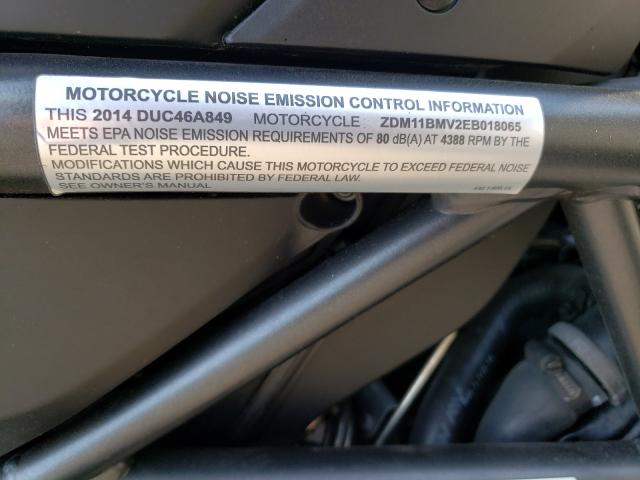 MOTORCYCLE NOISE EMISSION CONTROL INFORMATION
THIS 2014 DUC46A849 MOTORCYCLE ZDM11BMV2EB018065
MEETS EPA NOISE EMISSION REQUIREMENTS OF 80 dB(A) AT 4388 RPM BY THE
FEDERAL TEST PROCEDURE.
MODIFICATIONS WHICH CAUSE THIS MOTORCYCLE TO EXCEED FEDERAL NOISE
STANDARDS ARE PROHIBITED BY FEDERAL LAW.
SEE OWNER'S MANUAL